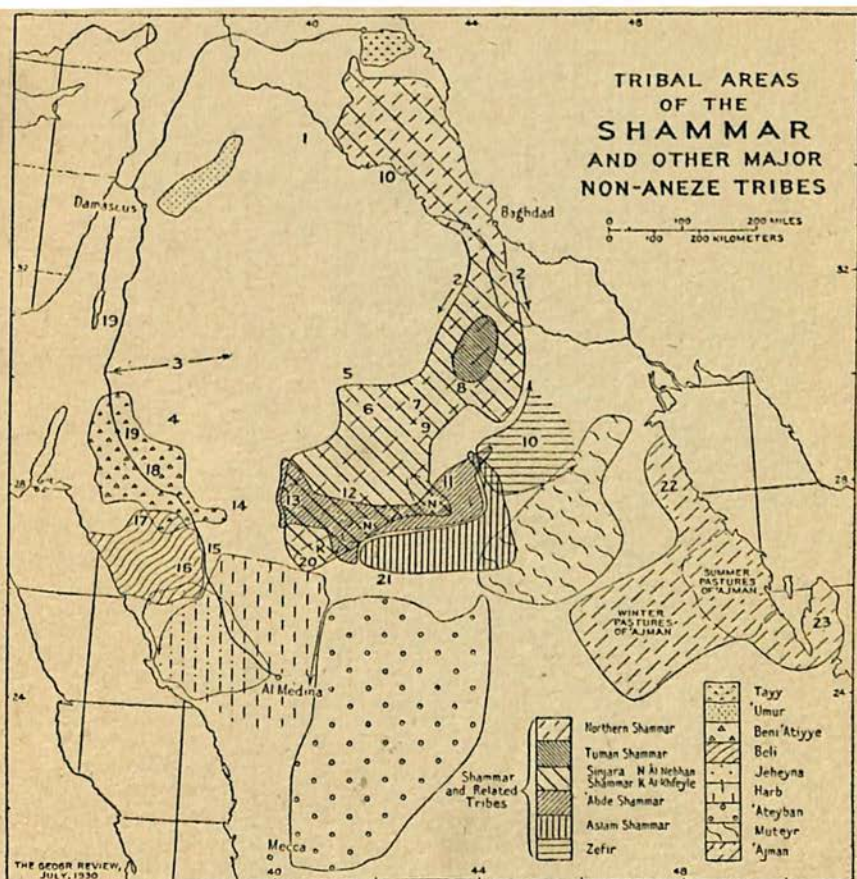 40
44
48
TRIBAL AREAS
OF THE
SHAMMAR
AND OTHER MAJOR
NON-ANEZE TRIBES
0 100 200 MILES
0 100 200 KILOMETERS
1
10
Damascus
Baghdad
32
32
2
2
19
3
5
8
4
6
7
9
19
10
18
28
28
13
12
11
22
14
N
17
N
15
K
16
20
21
SUMMER
PASTURES
OF 'AJMAN
WINTER
PASTURES
OF 'AJMAN
23
Al Medina
24
24
Mecca
Shammar
and Related
Tribes
Northern Shammar
Tuman Shammar
Sinjara N Al Nebhan
Shammar K Al Khfeyle
'Abde Shammar
Aslam Shammar
Zefir
Tayy
'Umur
Beni 'Atiyye
Beli
Jeheyna
Harb
'Ateyban
Muteyr
'Ajman
THE GEOGR REVIEW,
JULY, 1930
40
44
48